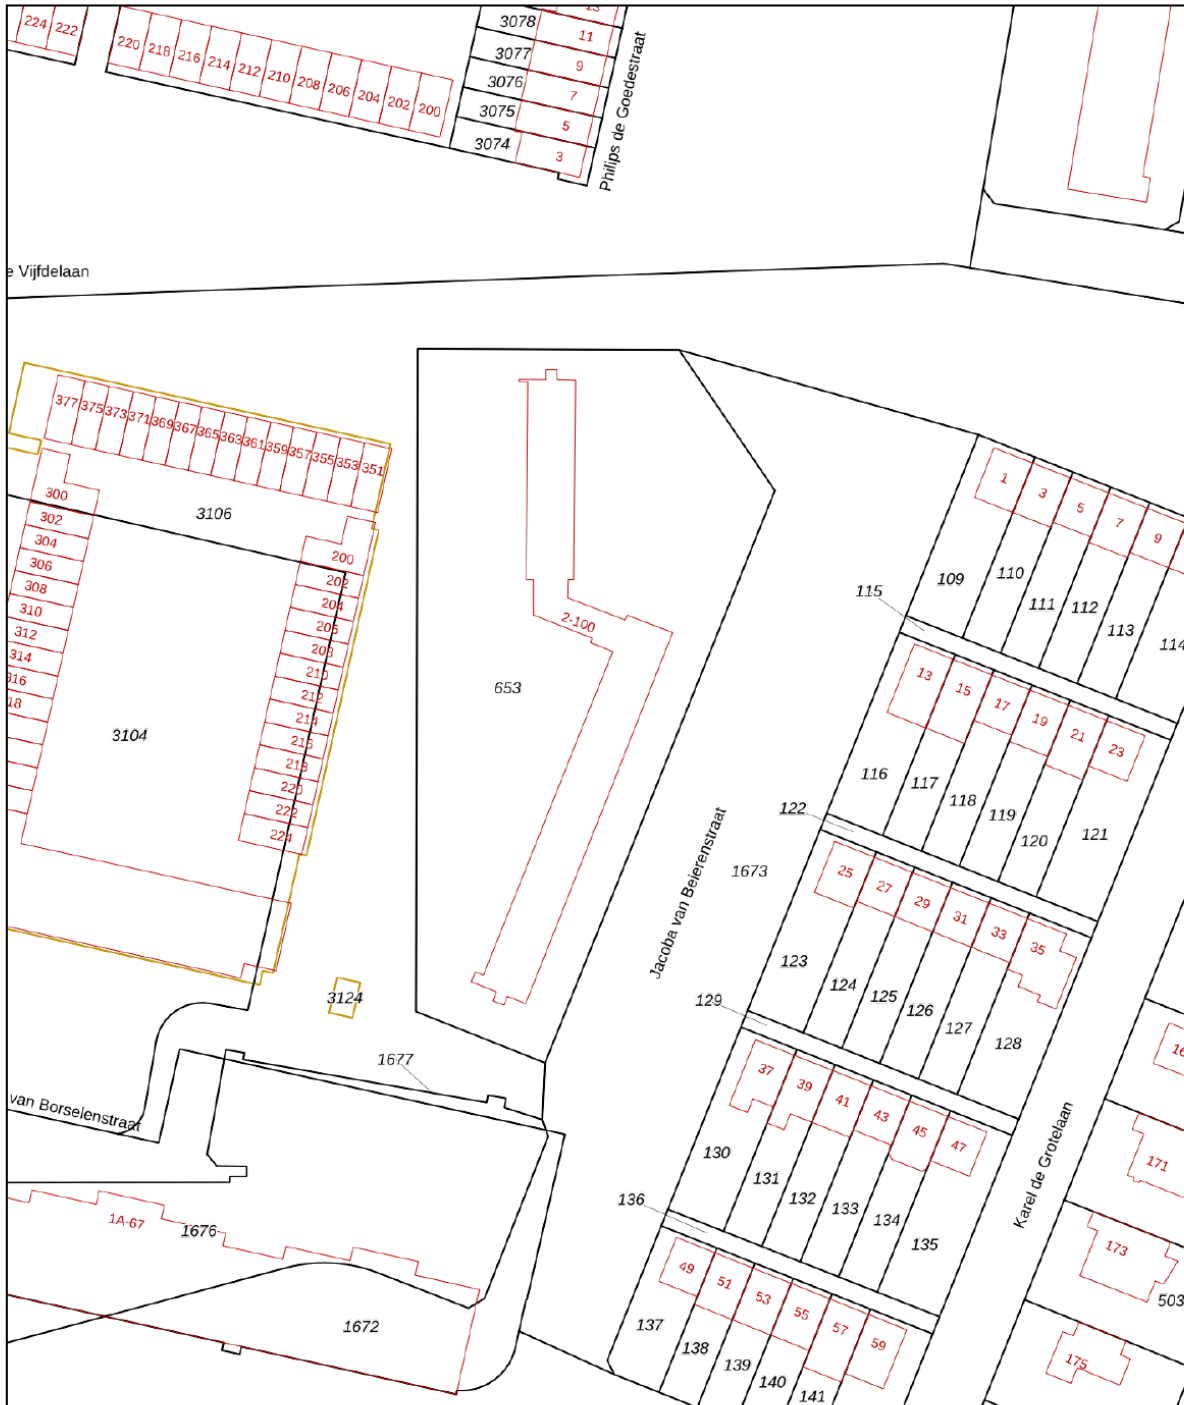 224 222
220 218 216 214 212 210 208 206 204 202 200
3078 13
11
3077 9
3076 7
3075 5
3074 3
Philips de Goedestraat
e Vijfdelaan
377 375 373 371 369 367 365 363 361 359 357 355 353 351
300
302
304
306
308
310
312
314
316
18
3106
3104
200
202
204
206
208
210
212
214
216
218
220
222
224
2-100
653
3124
1677
van Borselenstraat
1A-67
1676
1672
Jacoba van Beierenstraat
1673
1 3 5 7 9
109 110 111 112 113 114
115
13 15 17 19 21 23
116 117 118 119 120 121
122
25 27 29 31 33 35
123 124 125 126 127 128
129
37 39 41 43 45 47
130 131 132 133 134 135
136
49 51 53 55 57 59
137 138 139 140 141
Karel de Grotelaan
16
171
173
503
175